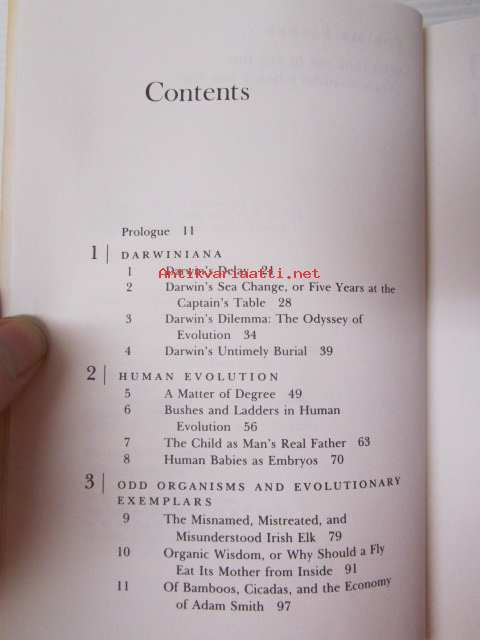 Contents
Prologue 11
1 | DARWINIANA
1 Darwin's Delay 21
Antikvariaatti.net
2 Darwin's Sea Change, or Five Years at the
Captain's Table 28
3 Darwin's Dilemma: The Odyssey of
Evolution 34
4 Darwin's Untimely Burial 39
2 | HUMAN EVOLUTION
5 A Matter of Degree 49
6 Bushes and Ladders in Human
Evolution 56
7 The Child as Man's Real Father 63
8 Human Babies as Embryos 70
3 | ODD ORGANISMS AND EVOLUTIONARY
EXEMPLARS
9 The Misnamed, Mistreated, and
Misunderstood Irish Elk 79
10 Organic Wisdom, or Why Should a Fly
Eat Its Mother from Inside 91
11 Of Bamboos, Cicadas, and the Economy
of Adam Smith 97